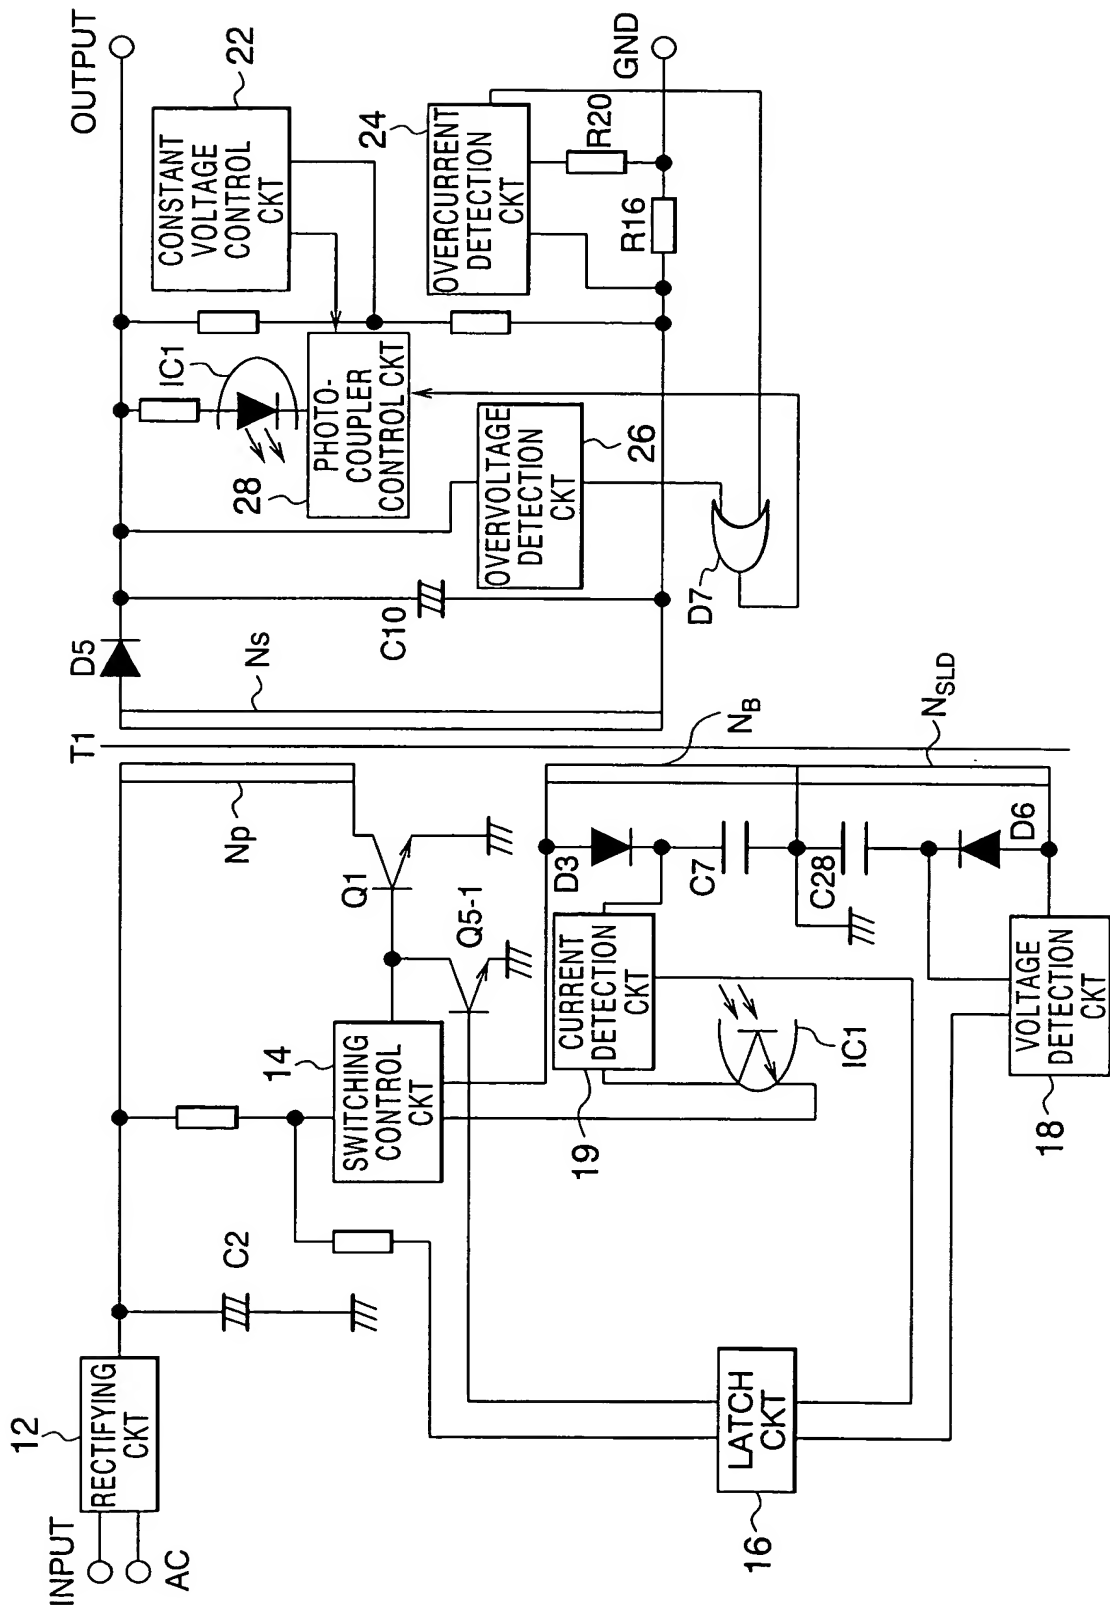 INPUT
AC
12
RECTIFYING
CKT
C2
14
SWITCHING
CONTROL
CKT
Q1
Q5-1
Np
T1
Ns
D5
C10
OUTPUT
22
CONSTANT
VOLTAGE
CONTROL
CKT
IC1
28
PHOTO-
COUPLER
CONTROL CKT
24
OVERCURRENT
DETECTION
CKT
R20
R16
GND
OVERVOLTAGE
DETECTION
CKT
26
D7
16
LATCH
CKT
19
CURRENT
DETECTION
CKT
IC1
D3
C7
C28
D6
NB
NSLD
18
VOLTAGE
DETECTION
CKT